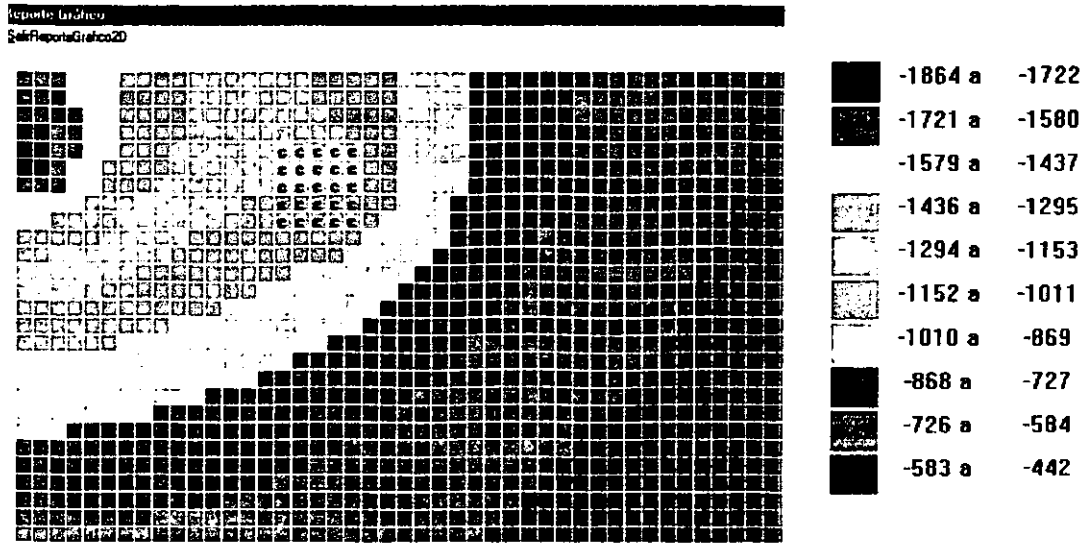 Reporte Gráfico
SalirReporteGrafico2D
-1864 a -1722
-1721 a -1580
-1579 a -1437
-1436 a -1295
-1294 a -1153
-1152 a -1011
-1010 a -869
-868 a -727
-726 a -584
-583 a -442